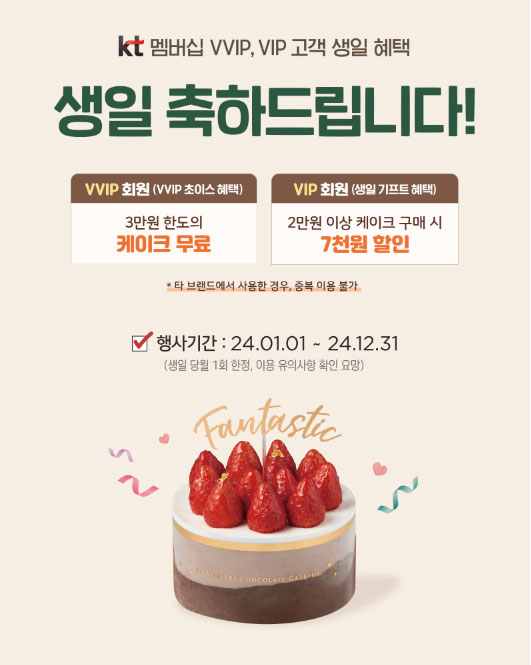 kt 멤버십 VVIP, VIP 고객 생일 혜택
생일 축하드립니다!
VVIP 회원 (VVIP 초이스 혜택)
3만원 한도의
케이크 무료
VIP 회원 (생일 기프트 혜택)
2만원 이상 케이크 구매 시
7천원 할인
* 타 브랜드에서 사용한 경우, 중복 이용 불가
행사기간 : 24.01.01 ~ 24.12.31
(생일 당월 1회 한정, 이용 유의사항 확인 요망)
Fantastic
STRAWBERRY CHOCOLATE GATEAUX